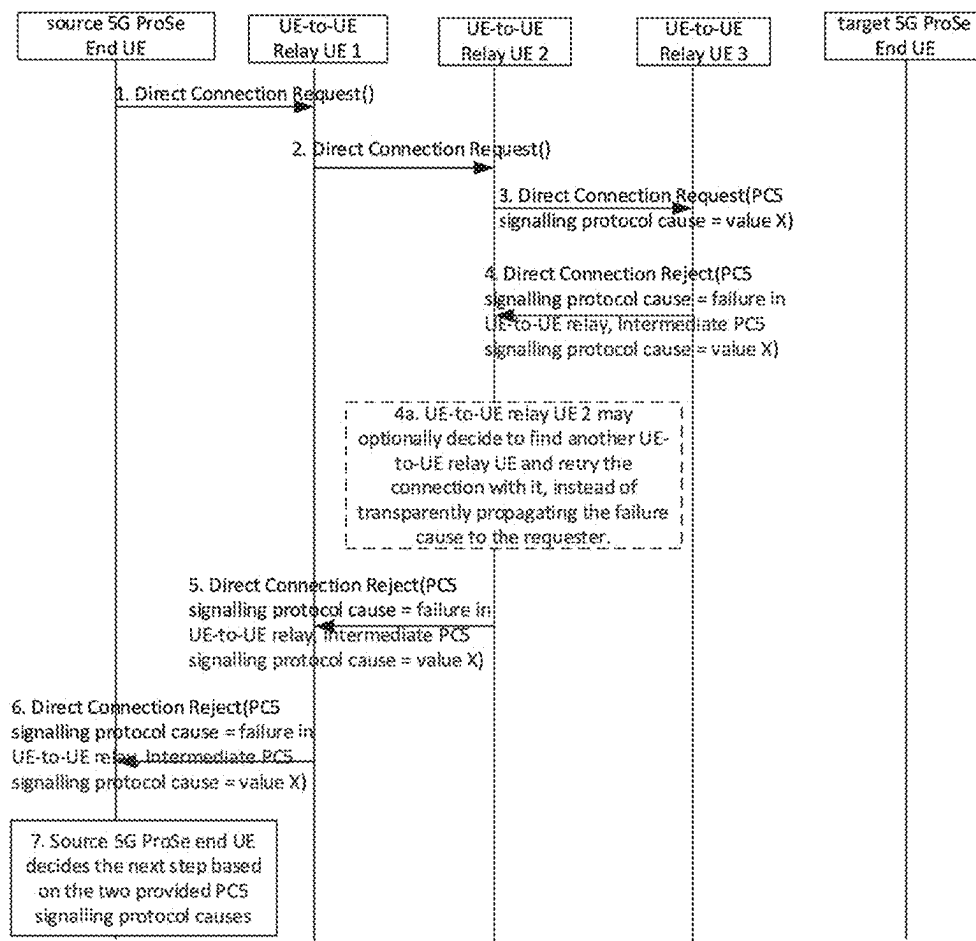 source 5G ProSe
End UE
UE-to-UE
Relay UE 1
UE-to-UE
Relay UE 2
UE-to-UE
Relay UE 3
target 5G ProSe
End UE
1. Direct Connection Request()
2. Direct Connection Request()
3. Direct Connection Request(PC5
signalling protocol cause = value X)
4. Direct Connection Reject(PC5
signalling protocol cause = failure in
UE-to-UE relay, Intermediate PC5
signalling protocol cause = value X)
4a. UE-to-UE relay UE 2 may
optionally decide to find another UE-
to-UE relay UE and retry the
connection with it, instead of
transparently propagating the failure
cause to the requester.
5. Direct Connection Reject(PC5
signalling protocol cause = failure in
UE-to-UE relay, Intermediate PC5
signalling protocol cause = value X)
6. Direct Connection Reject(PC5
signalling protocol cause = failure in
UE-to-UE relay, Intermediate PC5
signalling protocol cause = value X)
7. Source 5G ProSe end UE
decides the next step based
on the two provided PC5
signalling protocol causes